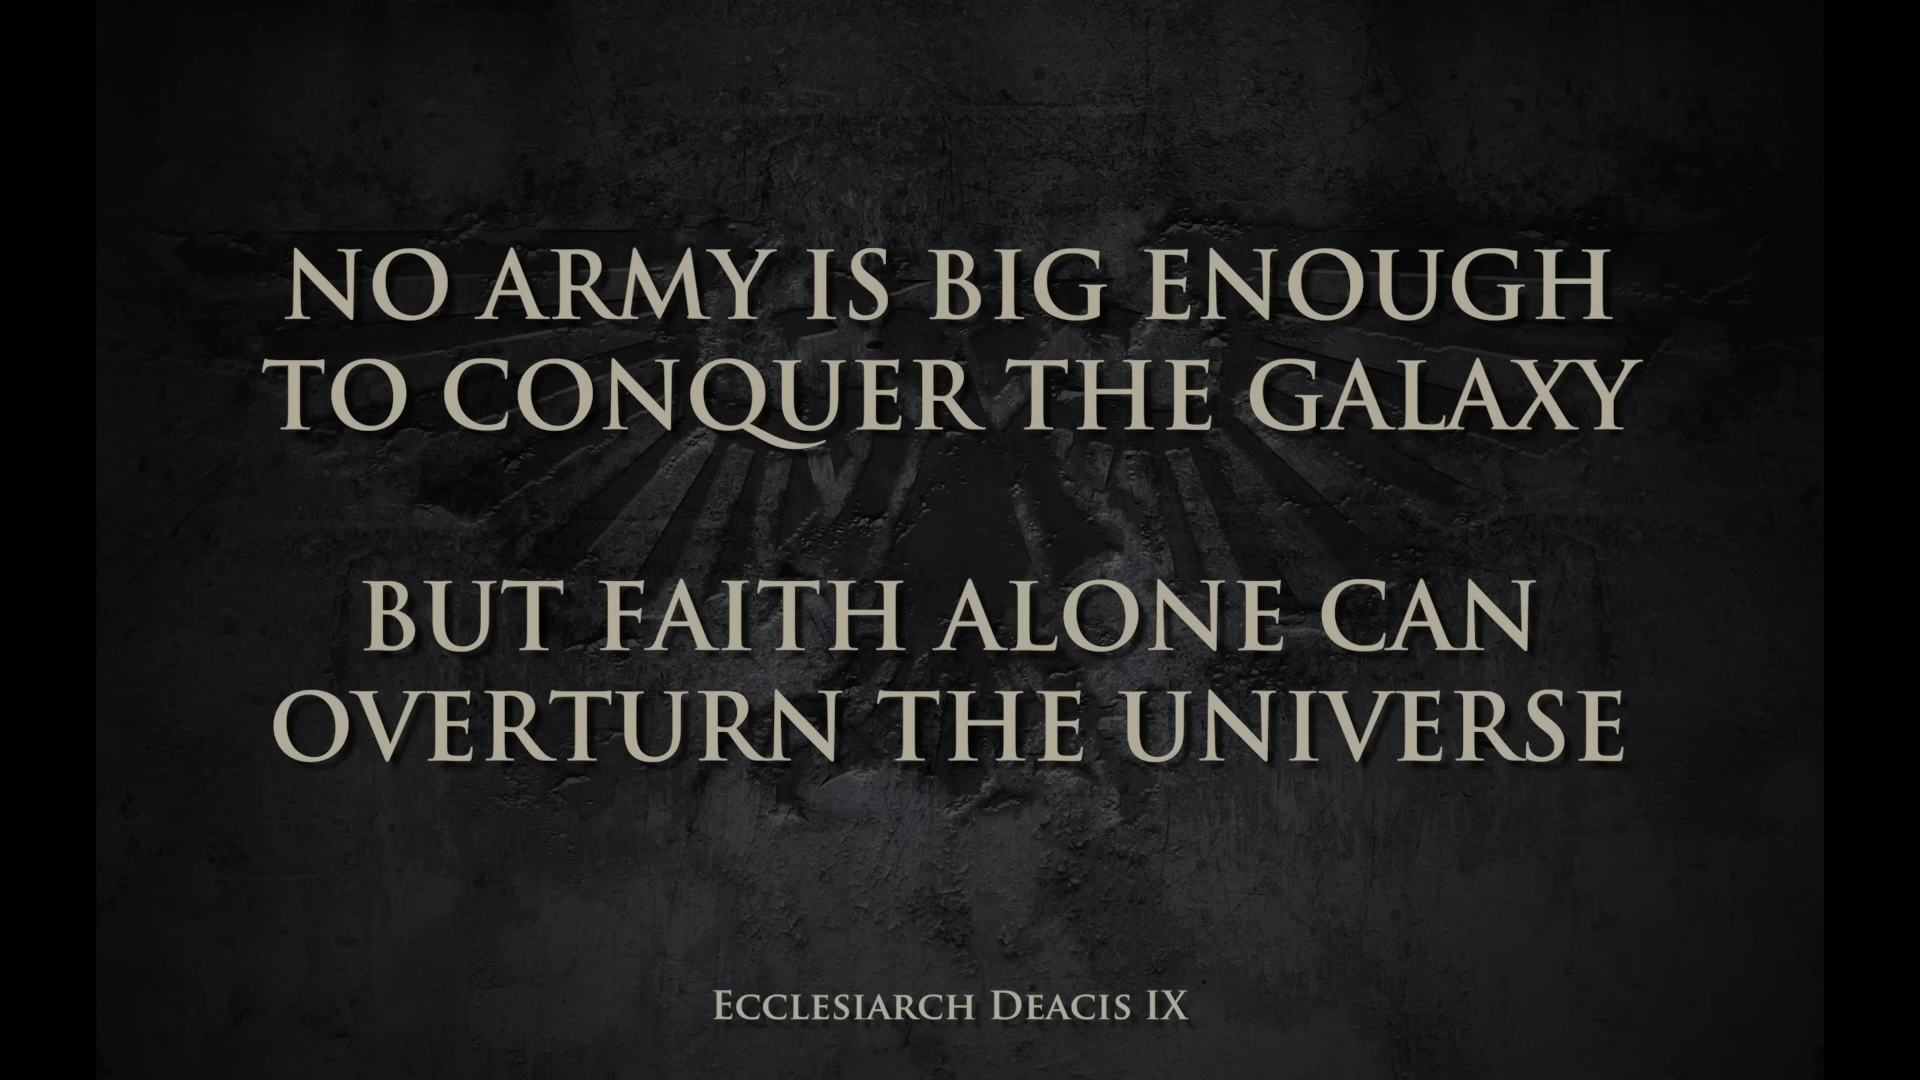 NO ARMY IS BIG ENOUGH
TO CONQUER THE GALAXY
BUT FAITH ALONE CAN
OVERTURN THE UNIVERSE
Ecclesiarch Deacis IX